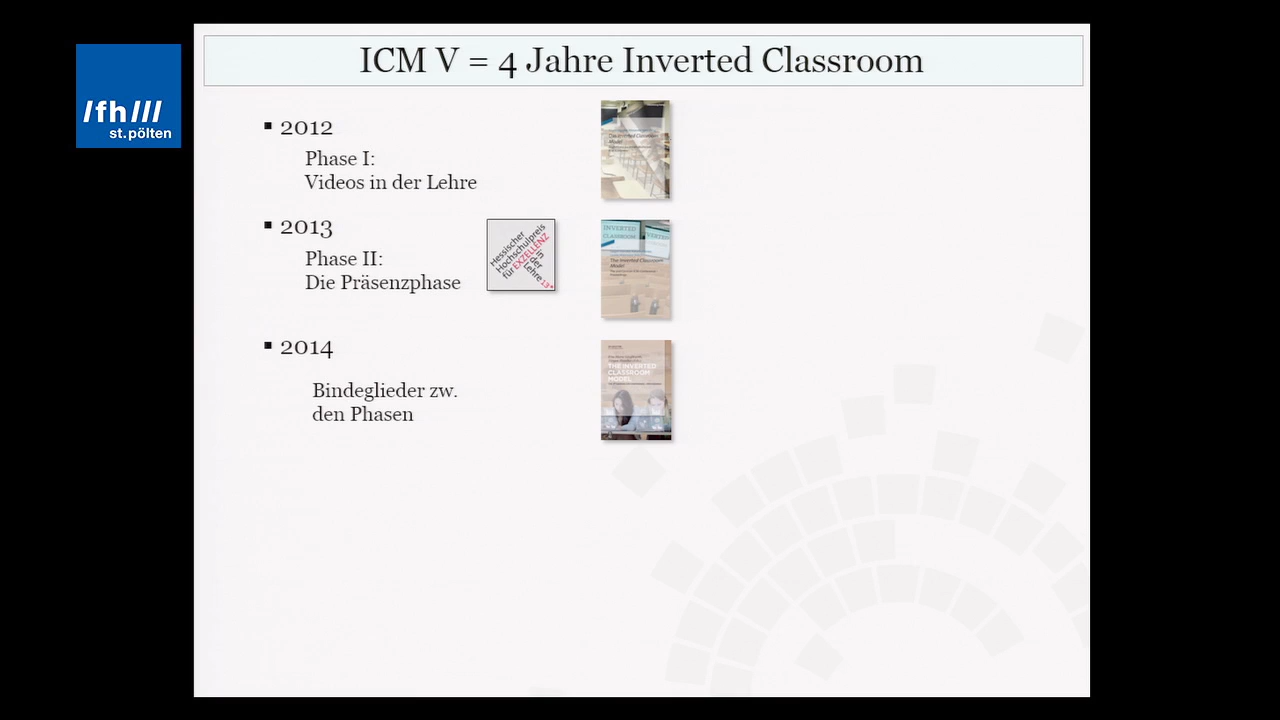 ICM V = 4 Jahre Inverted Classroom
/fh///
st.pölten
▪ 2012
Phase I:
Videos in der Lehre
▪ 2013
Phase II:
Die Präsenzphase
Hessischer
Hochschulpreis
für EXZELLENZ
in
der
Lehre 13*
INVERTED
CLASSROOM
The Inverted Classroom
Model
▪ 2014
Bindeglieder zw.
den Phasen
THE INVERTED
CLASSROOM
MODEL